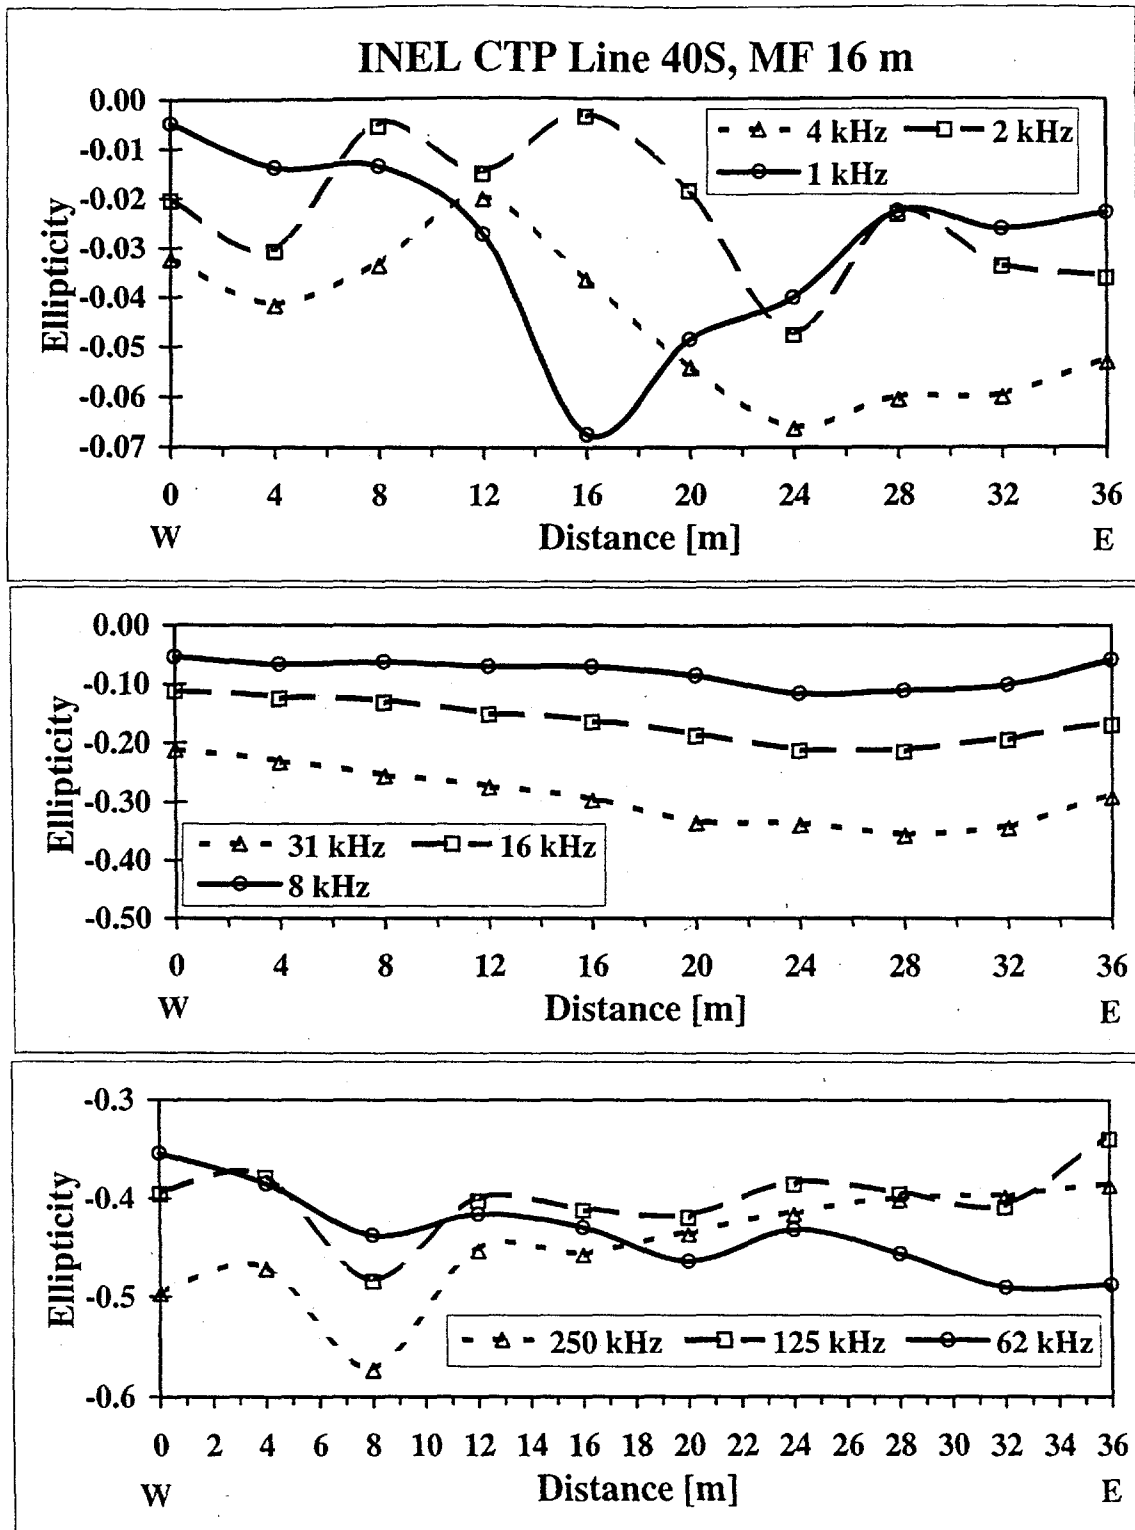 INEL CTP Line 40S, MF 16 m
0.00
-0.01
-0.02
-0.03
-0.04
-0.05
-0.06
-0.07
Ellipticity
4 kHz 2 kHz
1 kHz
0 4 8 12 16 20 24 28 32 36
W Distance [m] E
0.00
-0.10
-0.20
-0.30
-0.40
-0.50
Ellipticity
31 kHz 16 kHz
8 kHz
0 4 8 12 16 20 24 28 32 36
W Distance [m] E
-0.3
-0.4
-0.5
-0.6
Ellipticity
250 kHz 125 kHz 62 kHz
0 2 4 6 8 10 12 14 16 18 20 22 24 26 28 30 32 34 36
W Distance [m] E